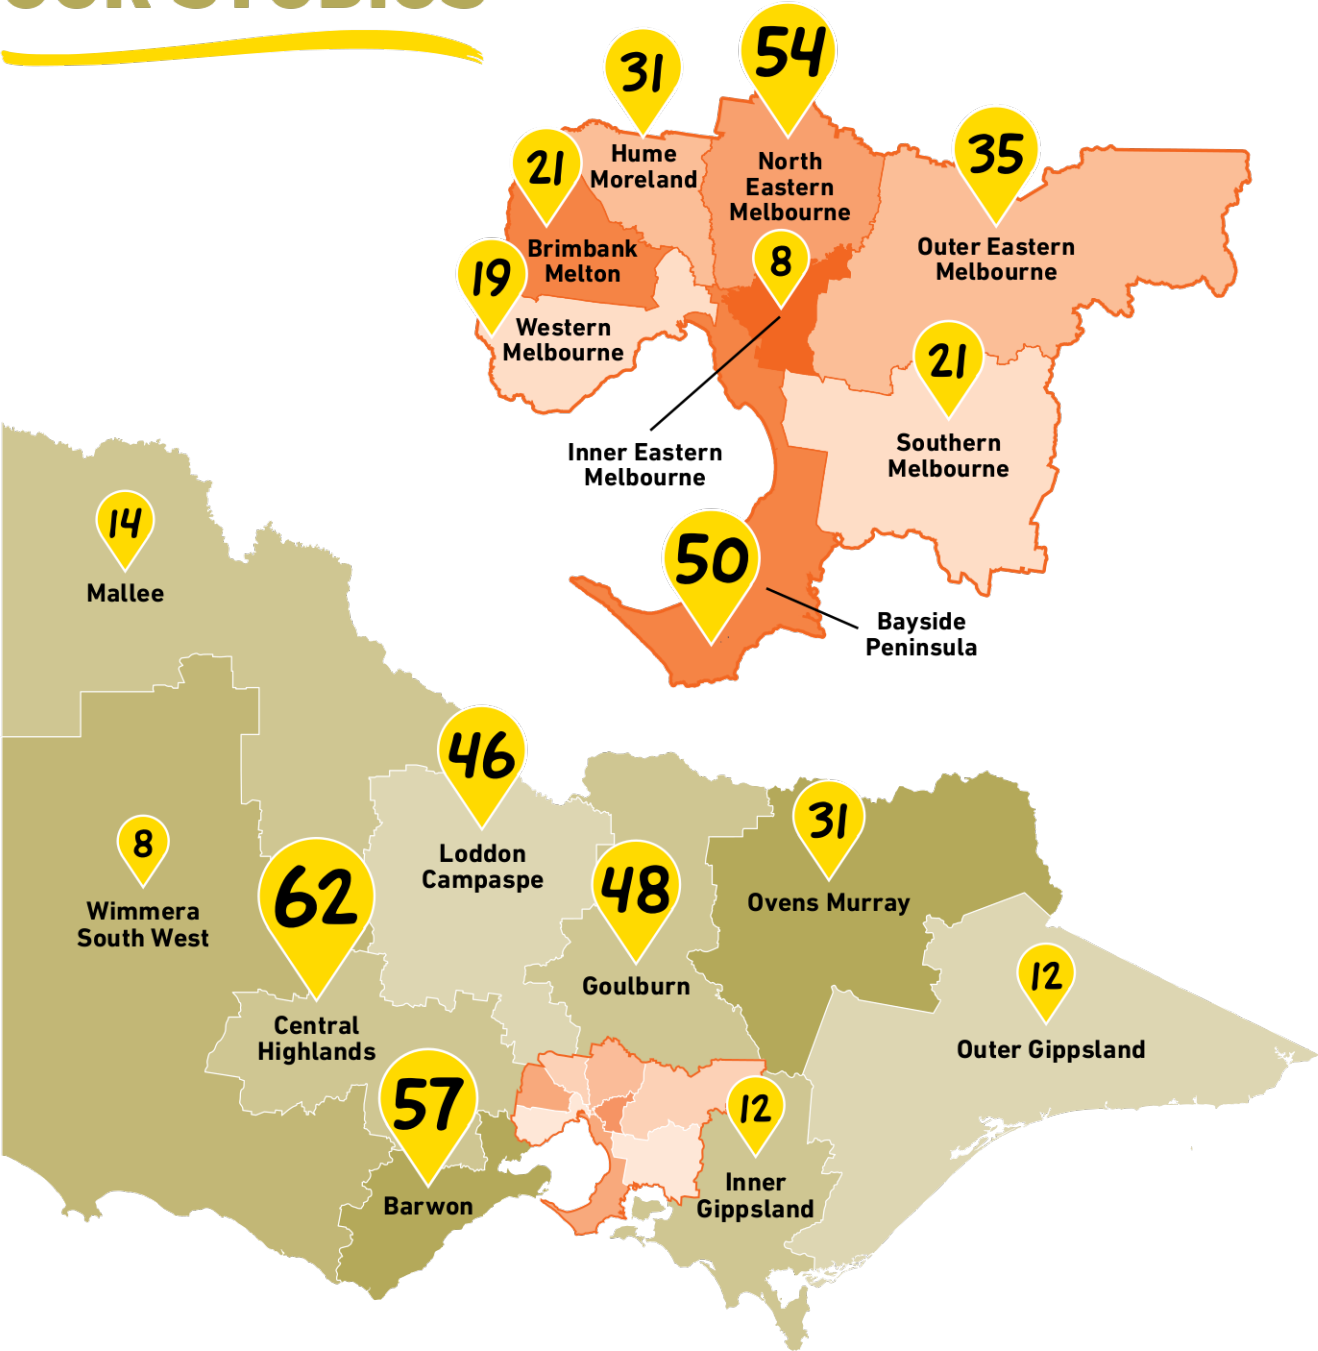 31
Hume
Moreland
54
North
Eastern
Melbourne
35
Outer Eastern
Melbourne
21
Brimbank
Melton
8
Inner Eastern
Melbourne
19
Western
Melbourne
21
Southern
Melbourne
50
Bayside
Peninsula
14
Mallee
46
Loddon
Campaspe
31
Ovens Murray
8
Wimmera
South West
62
Central
Highlands
48
Goulburn
12
Outer Gippsland
57
Barwon
12
Inner
Gippsland